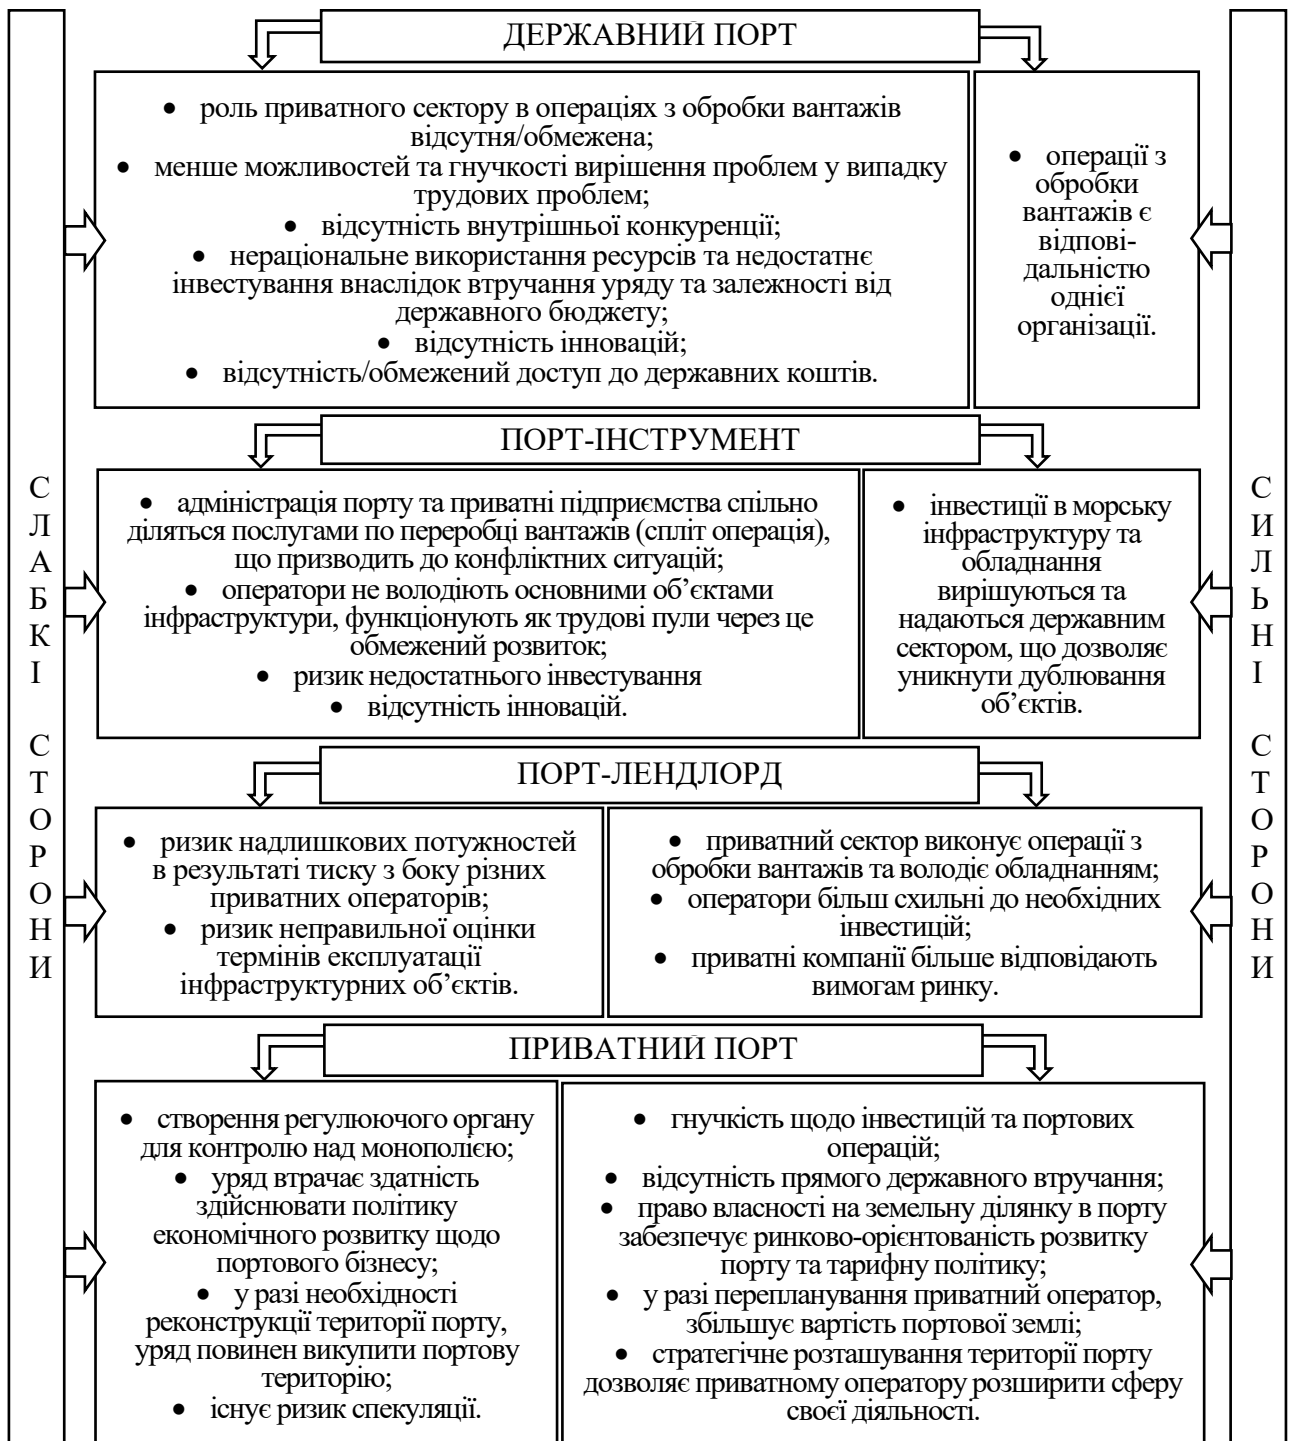 ДЕРЖАВНИЙ ПОРТ
• роль приватного сектору в операціях з обробки вантажів
відсутня/обмежена;
• менше можливостей та гнучкості вирішення проблем у випадку
трудових проблем;
• відсутність внутрішньої конкуренції;
• нераціональне використання ресурсів та недостатнє
інвестування внаслідок втручання уряду та залежності від
державного бюджету;
• відсутність інновацій;
• відсутність/обмежений доступ до державних коштів.
• операції з
обробки
вантажів є
відпові-
дальністю
однієї
організації.
ПОРТ-ІНСТРУМЕНТ
• адміністрація порту та приватні підприємства спільно
діляться послугами по переробці вантажів (спліт операція),
що призводить до конфліктних ситуацій;
• оператори не володіють основними об’єктами
інфраструктури, функціонують як трудові пули через це
обмежений розвиток;
• ризик недостатнього інвестування
• відсутність інновацій.
• інвестиції в морську
інфраструктуру та
обладнання
вирішуються та
надаються державним
сектором, що дозволяє
уникнути дублювання
об’єктів.
ПОРТ-ЛЕНДЛОРД
• ризик надлишкових потужностей
в результаті тиску з боку різних
приватних операторів;
• ризик неправильної оцінки
термінів експлуатації
інфраструктурних об’єктів.
• приватний сектор виконує операції з
обробки вантажів та володіє обладнанням;
• оператори більш схильні до необхідних
інвестицій;
• приватні компанії більше відповідають
вимогам ринку.
ПРИВАТНИЙ ПОРТ
• створення регулюючого органу
для контролю над монополією;
• уряд втрачає здатність
здійснювати політику
економічного розвитку щодо
портового бізнесу;
• у разі необхідності
реконструкції території порту,
уряд повинен викупити портову
територію;
• існує ризик спекуляції.
• гнучкість щодо інвестицій та портових
операцій;
• відсутність прямого державного втручання;
• право власності на земельну ділянку в порту
забезпечує ринково-орієнтованість розвитку
порту та тарифну політику;
• у разі перепланування приватний оператор,
збільшує вартість портової землі;
• стратегічне розташування території порту
дозволяє приватному оператору розширити сферу
своєї діяльності.
СЛАБКІ СТОРОНИ
СИЛЬНІ СТОРОНИ